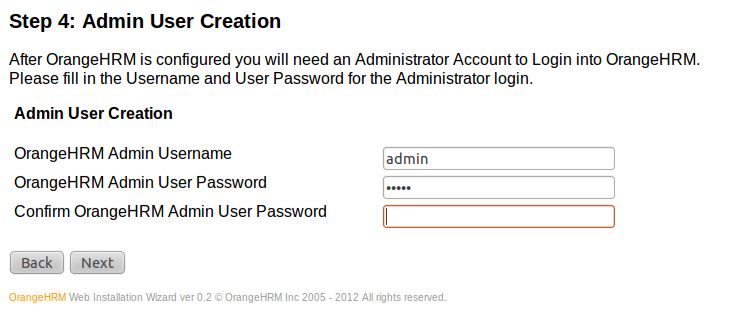 Step 4: Admin User Creation
After OrangeHRM is configured you will need an Administrator Account to Login into OrangeHRM.
Please fill in the Username and User Password for the Administrator login.
Admin User Creation
OrangeHRM Admin Username admin
OrangeHRM Admin User Password •••••
Confirm OrangeHRM Admin User Password
Back Next
OrangeHRM Web Installation Wizard ver 0.2 © OrangeHRM Inc 2005 - 2012 All rights reserved.